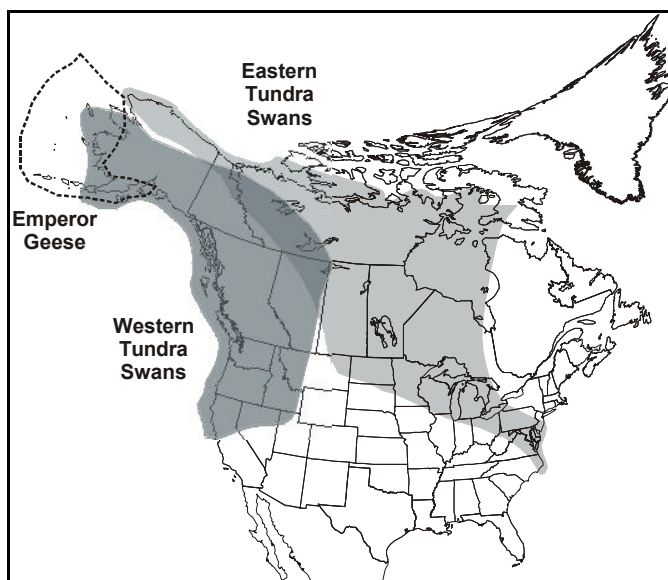 Eastern
Tundra
Swans
Emperor
Geese
Western
Tundra
Swans